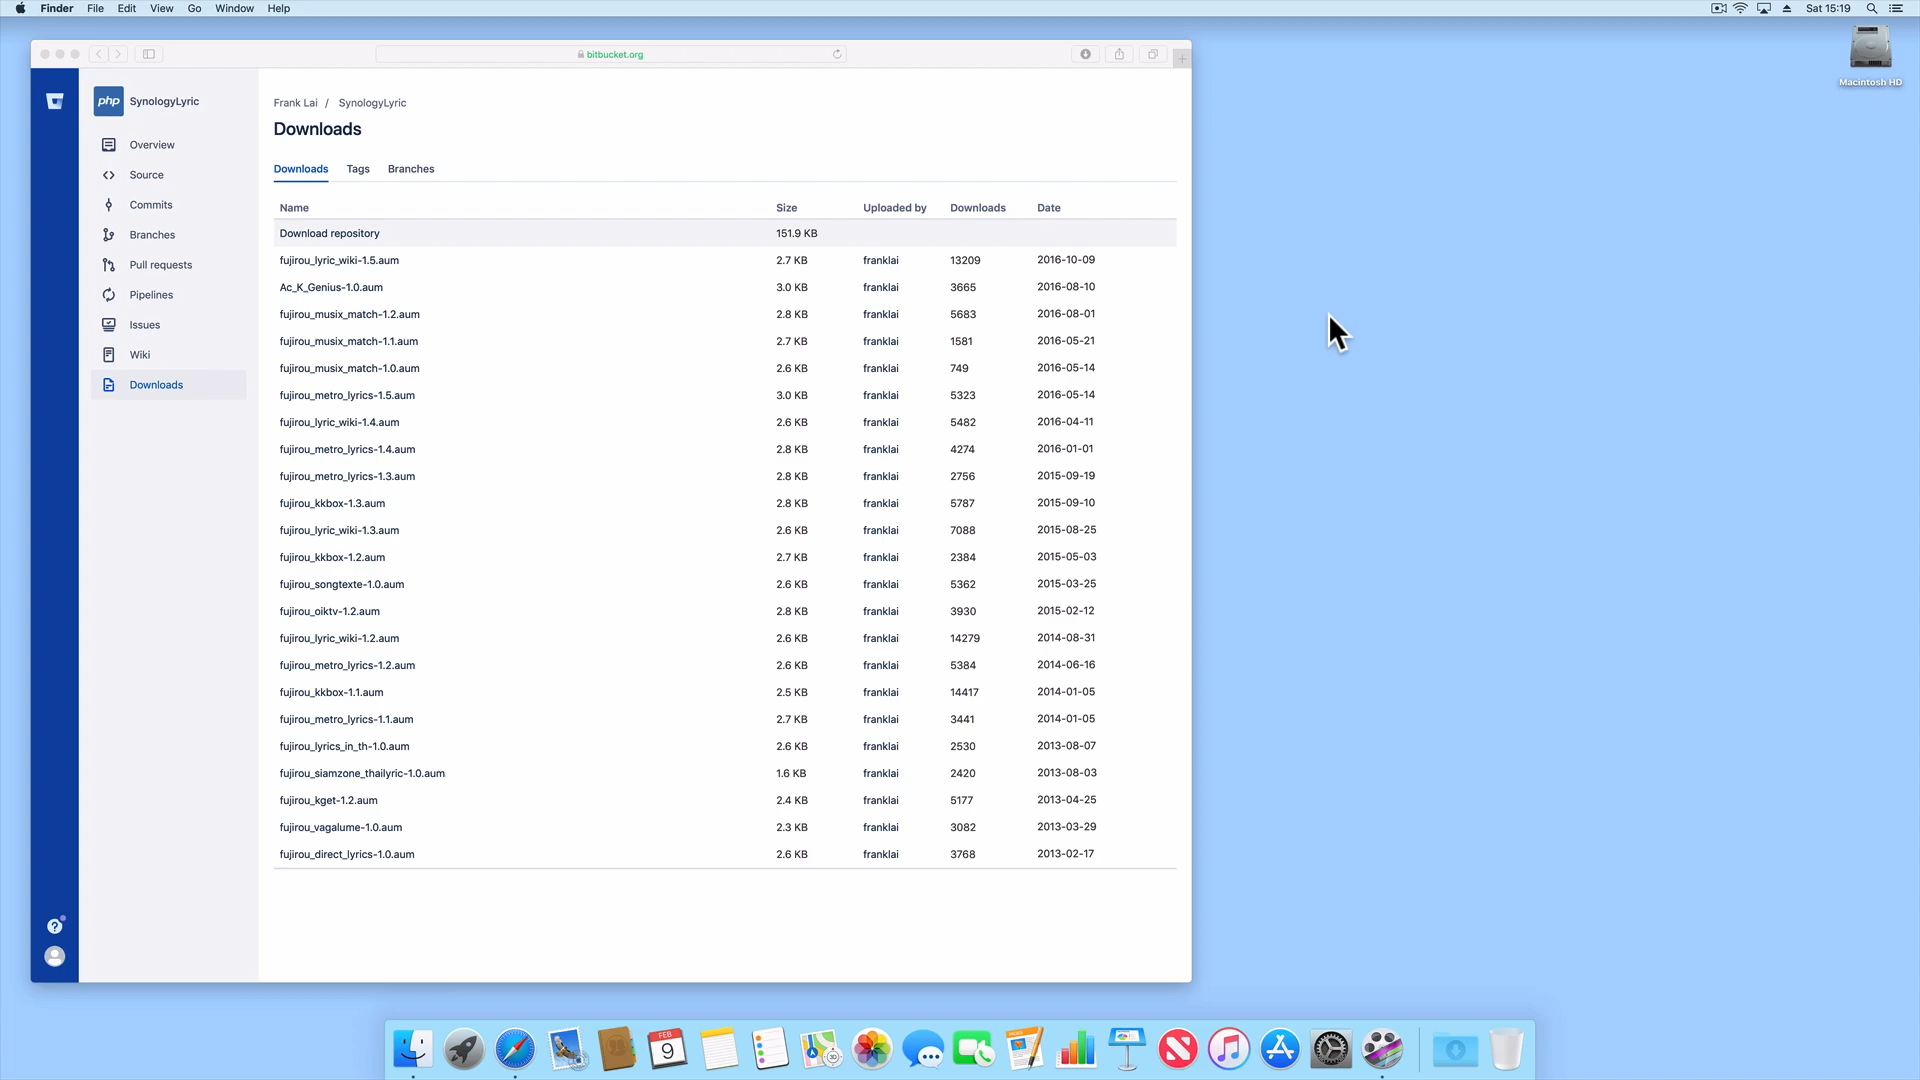 Finder File Edit View Go Window Help Sat 15:19
bitbucket.org
Macintosh HD
php SynologyLyric
Overview
Source
Commits
Branches
Pull requests
Pipelines
Issues
Wiki
Downloads
Frank Lai / SynologyLyric
Downloads
Downloads Tags Branches
Name Size Uploaded by Downloads Date
Download repository 151.9 KB
fujirou_lyric_wiki-1.5.aum 2.7 KB franklai 13209 2016-10-09
Ac_K_Genius-1.0.aum 3.0 KB franklai 3665 2016-08-10
fujirou_musix_match-1.2.aum 2.8 KB franklai 5683 2016-08-01
fujirou_musix_match-1.1.aum 2.7 KB franklai 1581 2016-05-21
fujirou_musix_match-1.0.aum 2.6 KB franklai 749 2016-05-14
fujirou_metro_lyrics-1.5.aum 3.0 KB franklai 5323 2016-05-14
fujirou_lyric_wiki-1.4.aum 2.6 KB franklai 5482 2016-04-11
fujirou_metro_lyrics-1.4.aum 2.8 KB franklai 4274 2016-01-01
fujirou_metro_lyrics-1.3.aum 2.8 KB franklai 2756 2015-09-19
fujirou_kkbox-1.3.aum 2.8 KB franklai 5787 2015-09-10
fujirou_lyric_wiki-1.3.aum 2.6 KB franklai 7088 2015-08-25
fujirou_kkbox-1.2.aum 2.7 KB franklai 2384 2015-05-03
fujirou_songtexte-1.0.aum 2.6 KB franklai 5362 2015-03-25
fujirou_oiktv-1.2.aum 2.8 KB franklai 3930 2015-02-12
fujirou_lyric_wiki-1.2.aum 2.6 KB franklai 14279 2014-08-31
fujirou_metro_lyrics-1.2.aum 2.6 KB franklai 5384 2014-06-16
fujirou_kkbox-1.1.aum 2.5 KB franklai 14417 2014-01-05
fujirou_metro_lyrics-1.1.aum 2.7 KB franklai 3441 2014-01-05
fujirou_lyrics_in_th-1.0.aum 2.6 KB franklai 2530 2013-08-07
fujirou_siamzone_thailyric-1.0.aum 1.6 KB franklai 2420 2013-08-03
fujirou_kget-1.2.aum 2.4 KB franklai 5177 2013-04-25
fujirou_vagalume-1.0.aum 2.3 KB franklai 3082 2013-03-29
fujirou_direct_lyrics-1.0.aum 2.6 KB franklai 3768 2013-02-17
FEB
9
3D